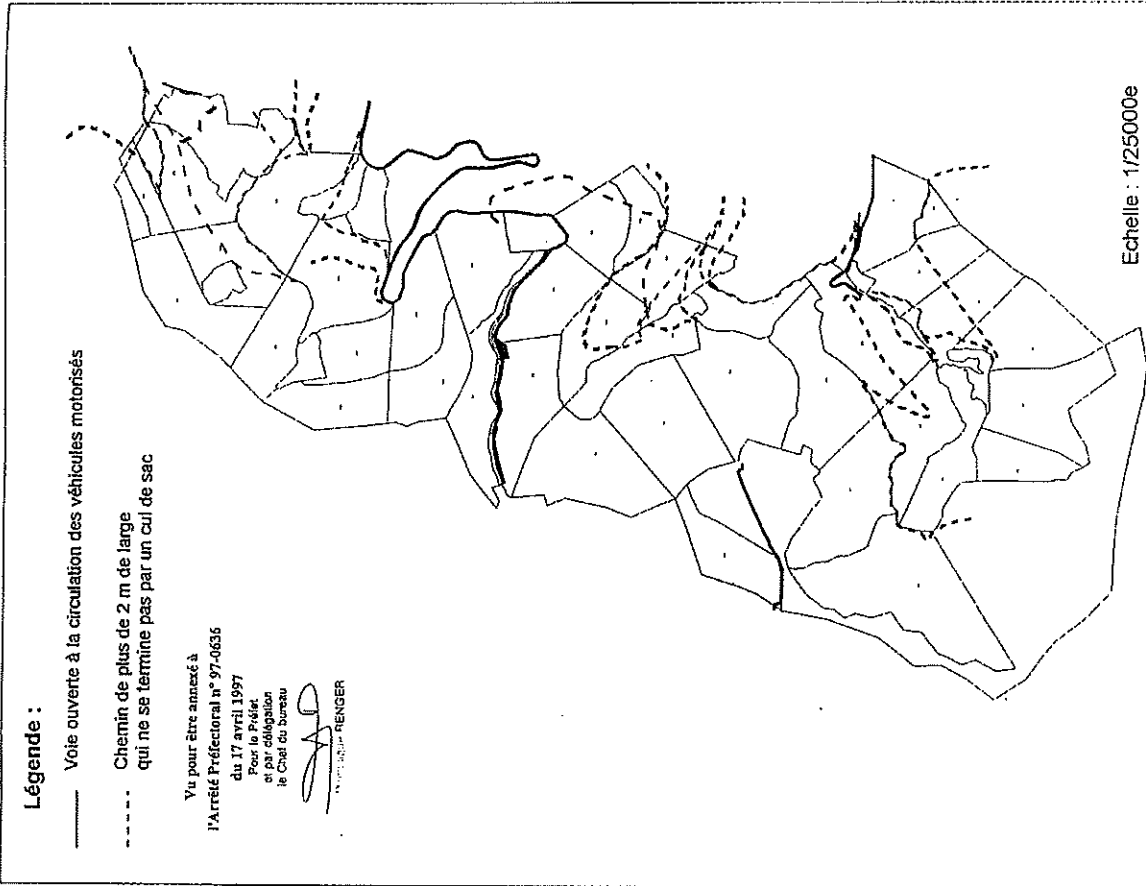 Légende :
Voie ouverte à la circulation des véhicules motorisés
Chemin de plus de 2 m de large
qui ne se termine pas par un cul de sac
Vu pour être annexé à
l'Arrêté Préfectoral n° 97-0636
du 17 avril 1997
Pour le Préfet
et par délégation
le Chef du bureau
RENGER
Echelle : 1/25000e